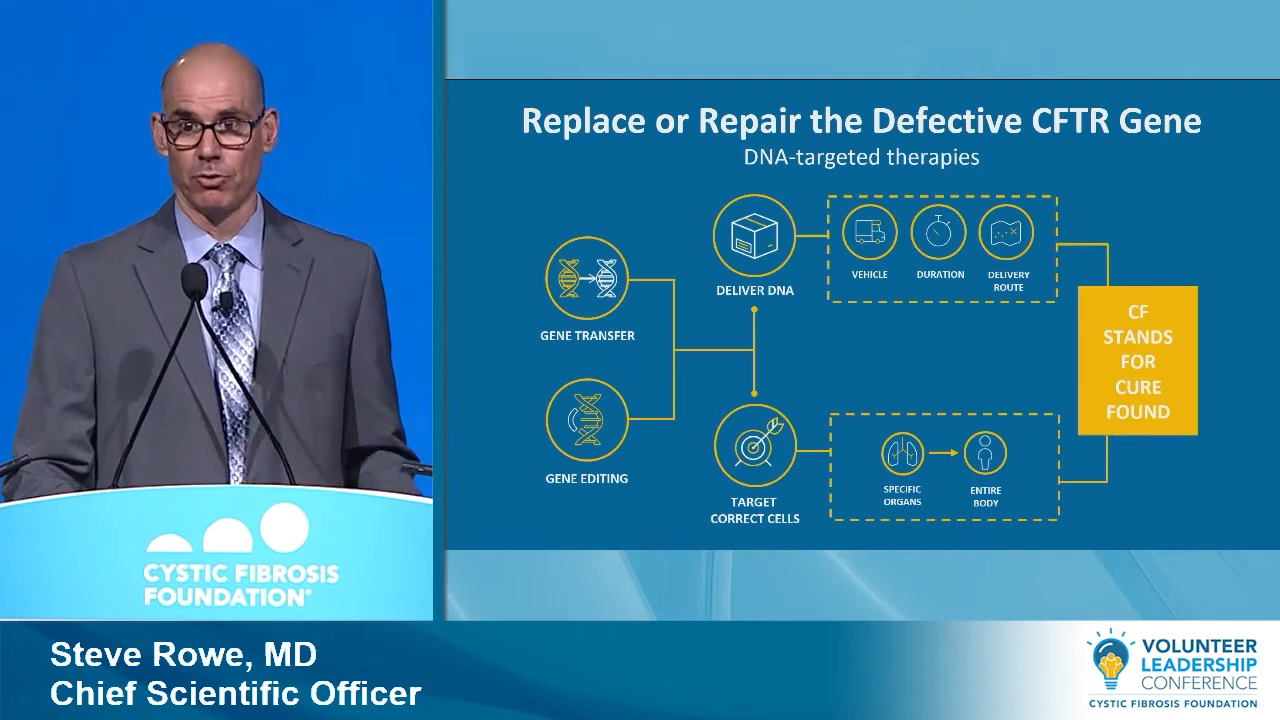 Replace or Repair the Defective CFTR Gene
DNA-targeted therapies
GENE TRANSFER
GENE EDITING
DELIVER DNA
TARGET
CORRECT CELLS
VEHICLE
DURATION
DELIVERY
ROUTE
SPECIFIC
ORGANS
ENTIRE
BODY
CF
STANDS
FOR
CURE
FOUND
CYSTIC FIBROSIS
FOUNDATION®
Steve Rowe, MD
Chief Scientific Officer
VOLUNTEER
LEADERSHIP
CONFERENCE
CYSTIC FIBROSIS FOUNDATION